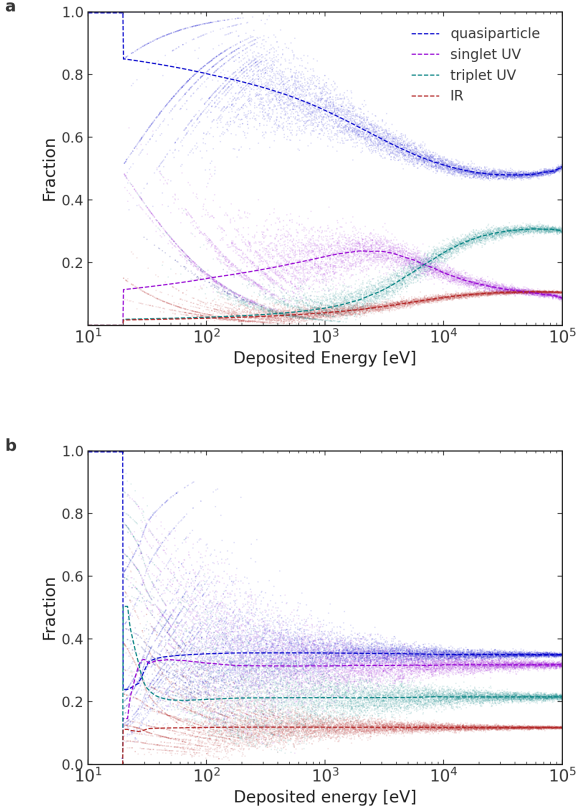 a
1.0
quasiparticle
singlet UV
0.8
triplet UV
IR
0.6
Fraction
0.4
0.2
10¹ 10² 10³ 10⁴ 10⁵
Deposited Energy [eV]
b
1.0
0.8
0.6
Fraction
0.4
0.2
0.0
10¹ 10² 10³ 10⁴ 10⁵
Deposited energy [eV]